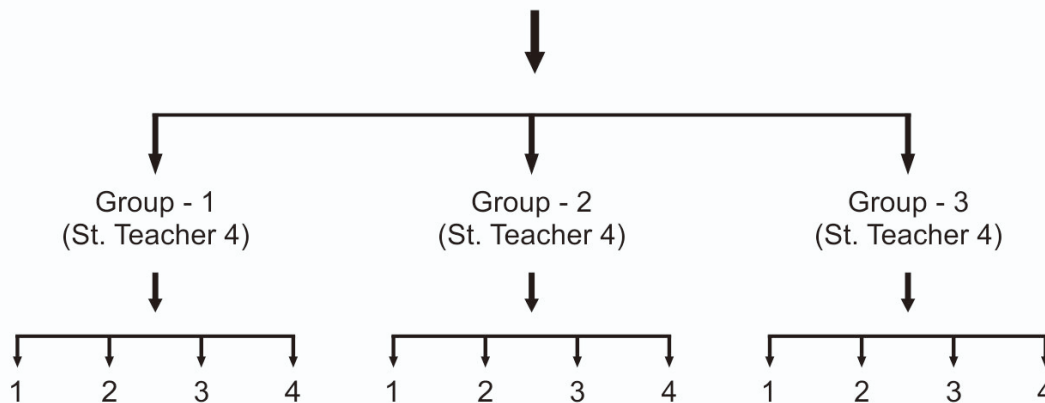 Group - 1
(St. Teacher 4)
Group - 2
(St. Teacher 4)
Group - 3
(St. Teacher 4)
1 2 3 4
1 2 3 4
1 2 3 4